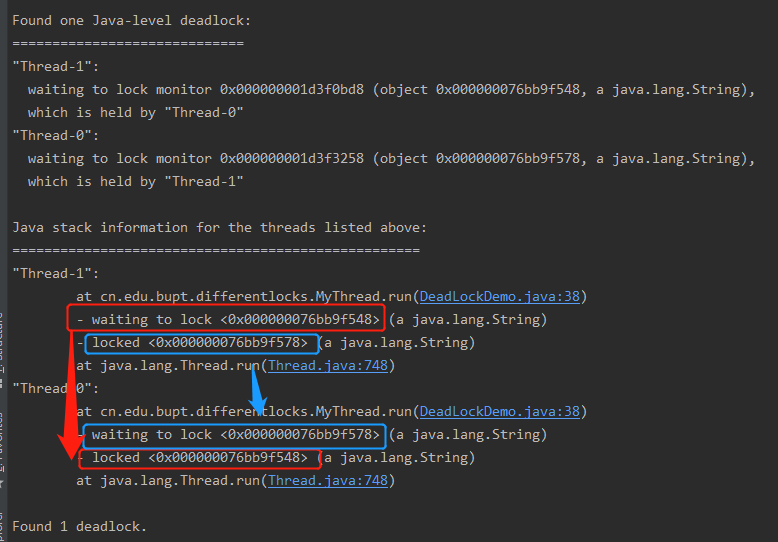 Found one Java-level deadlock:
=============================
"Thread-1":
  waiting to lock monitor 0x000000001d3f0bd8 (object 0x000000076bb9f548, a java.lang.String),
  which is held by "Thread-0"
"Thread-0":
  waiting to lock monitor 0x000000001d3f3258 (object 0x000000076bb9f578, a java.lang.String),
  which is held by "Thread-1"
Java stack information for the threads listed above:
===================================================
"Thread-1":
        at cn.edu.bupt.differentlocks.MyThread.run(DeadLockDemo.java:38)
        - waiting to lock <0x000000076bb9f548> (a java.lang.String)
        - locked <0x000000076bb9f578> (a java.lang.String)
        at java.lang.Thread.run(Thread.java:748)
"Thread-0":
        at cn.edu.bupt.differentlocks.MyThread.run(DeadLockDemo.java:38)
        - waiting to lock <0x000000076bb9f578> (a java.lang.String)
        - locked <0x000000076bb9f548> (a java.lang.String)
        at java.lang.Thread.run(Thread.java:748)
Found 1 deadlock.